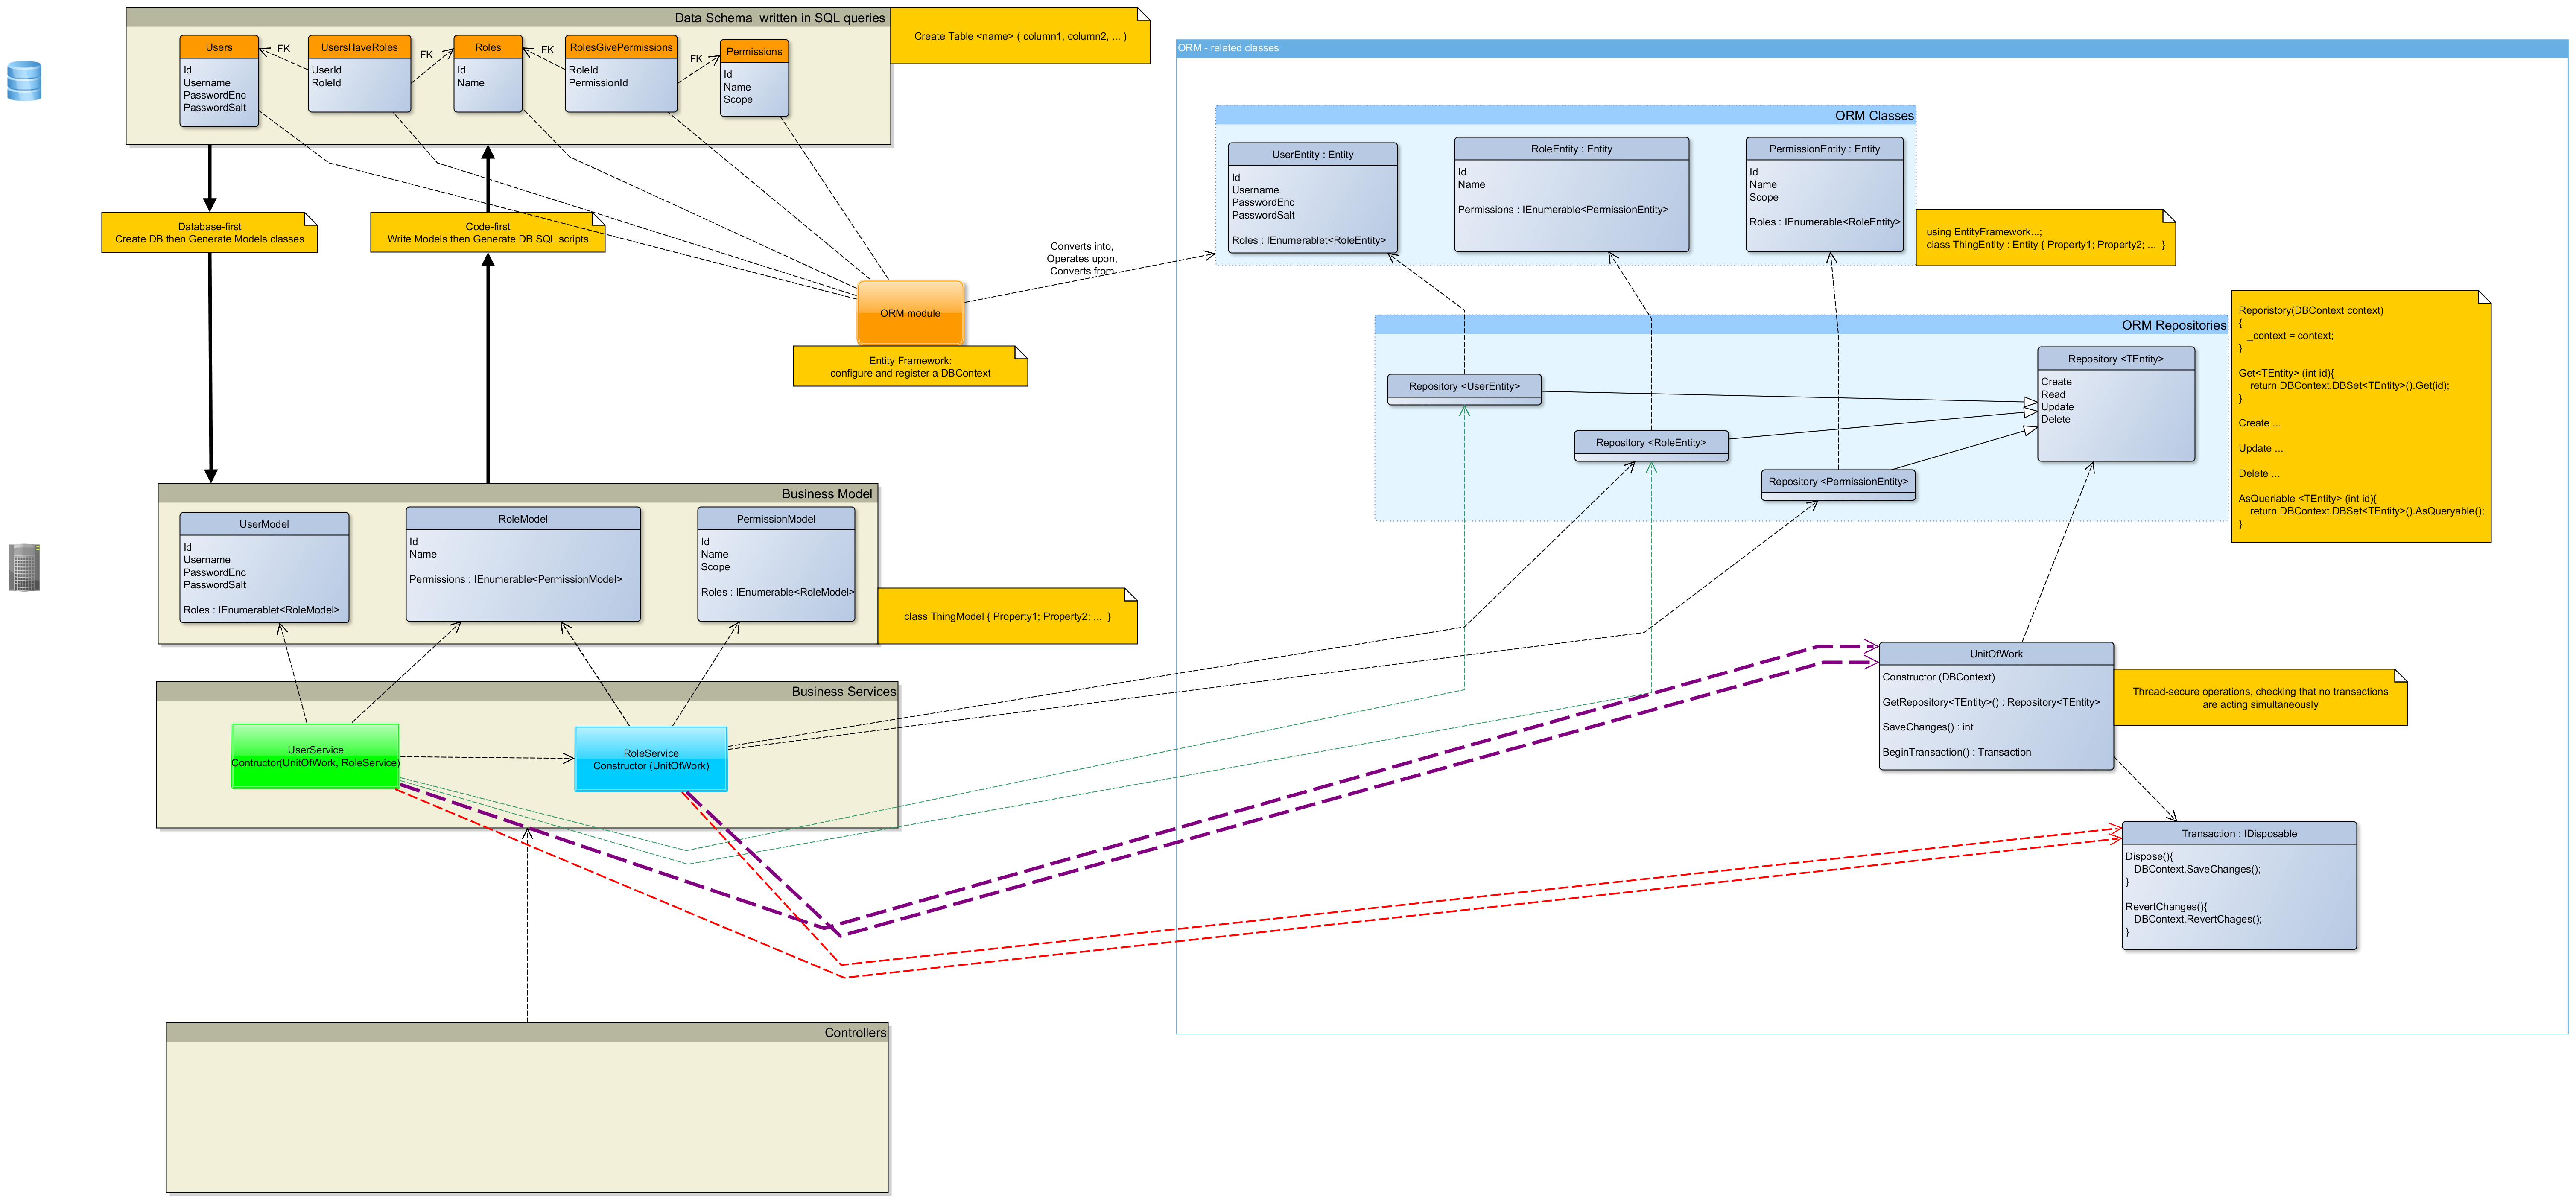 Data Schema  written in SQL queries
Create Table <name> ( column1, column2, ... )
Users
Id
Username
PasswordEnc
PasswordSalt
FK
UsersHaveRoles
UserId
RoleId
FK
Roles
Id
Name
FK
RolesGivePermissions
RoleId
PermissionId
FK
Permissions
Id
Name
Scope
Database-first
Create DB then Generate Models classes
Code-first
Write Models then Generate DB SQL scripts
ORM module
Entity Framework:
configure and register a DBContext
Converts into,
Operates upon,
Converts from
ORM - related classes
ORM Classes
UserEntity : Entity
Id
Username
PasswordEnc
PasswordSalt
Roles : IEnumerablet<RoleEntity>
RoleEntity : Entity
Id
Name
Permissions : IEnumerable<PermissionEntity>
PermissionEntity : Entity
Id
Name
Scope
Roles : IEnumerable<RoleEntity>
using EntityFramework...;
class ThingEntity : Entity { Property1; Property2; ...  }
ORM Repositories
Repository <UserEntity>
Repository <RoleEntity>
Repository <PermissionEntity>
Repository <TEntity>
Create
Read
Update
Delete
Reporistory(DBContext context)
{
_context = context;
}
Get<TEntity> (int id){
return DBContext.DBSet<TEntity>().Get(id);
}
Create ...
Update ...
Delete ...
AsQueriable <TEntity> (int id){
return DBContext.DBSet<TEntity>().AsQueryable();
}
Business Model
UserModel
Id
Username
PasswordEnc
PasswordSalt
Roles : IEnumerablet<RoleModel>
RoleModel
Id
Name
Permissions : IEnumerable<PermissionModel>
PermissionModel
Id
Name
Scope
Roles : IEnumerable<RoleModel>
class ThingModel { Property1; Property2; ...  }
Business Services
UserService
Contructor(UnitOfWork, RoleService)
RoleService
Constructor (UnitOfWork)
UnitOfWork
Constructor (DBContext)
GetRepository<TEntity>() : Repository<TEntity>
SaveChanges() : int
BeginTransaction() : Transaction
Thread-secure operations, checking that no transactions
are acting simultaneously
Transaction : IDisposable
Dispose(){
DBContext.SaveChanges();
}
RevertChanges(){
DBContext.RevertChages();
}
Controllers